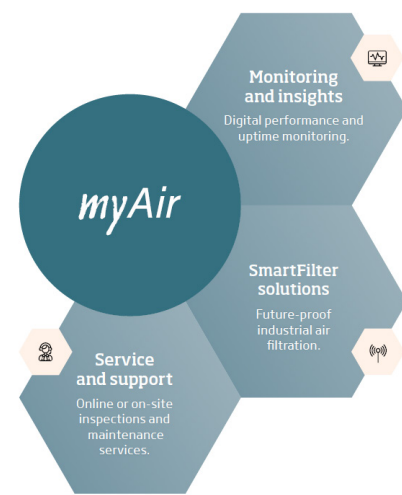 Monitoring
and insights
Digital performance and
uptime monitoring.
myAir
SmartFilter
solutions
Future-proof
industrial air
filtration.
Service
and support
Online or on-site
inspections and
maintenance
services.